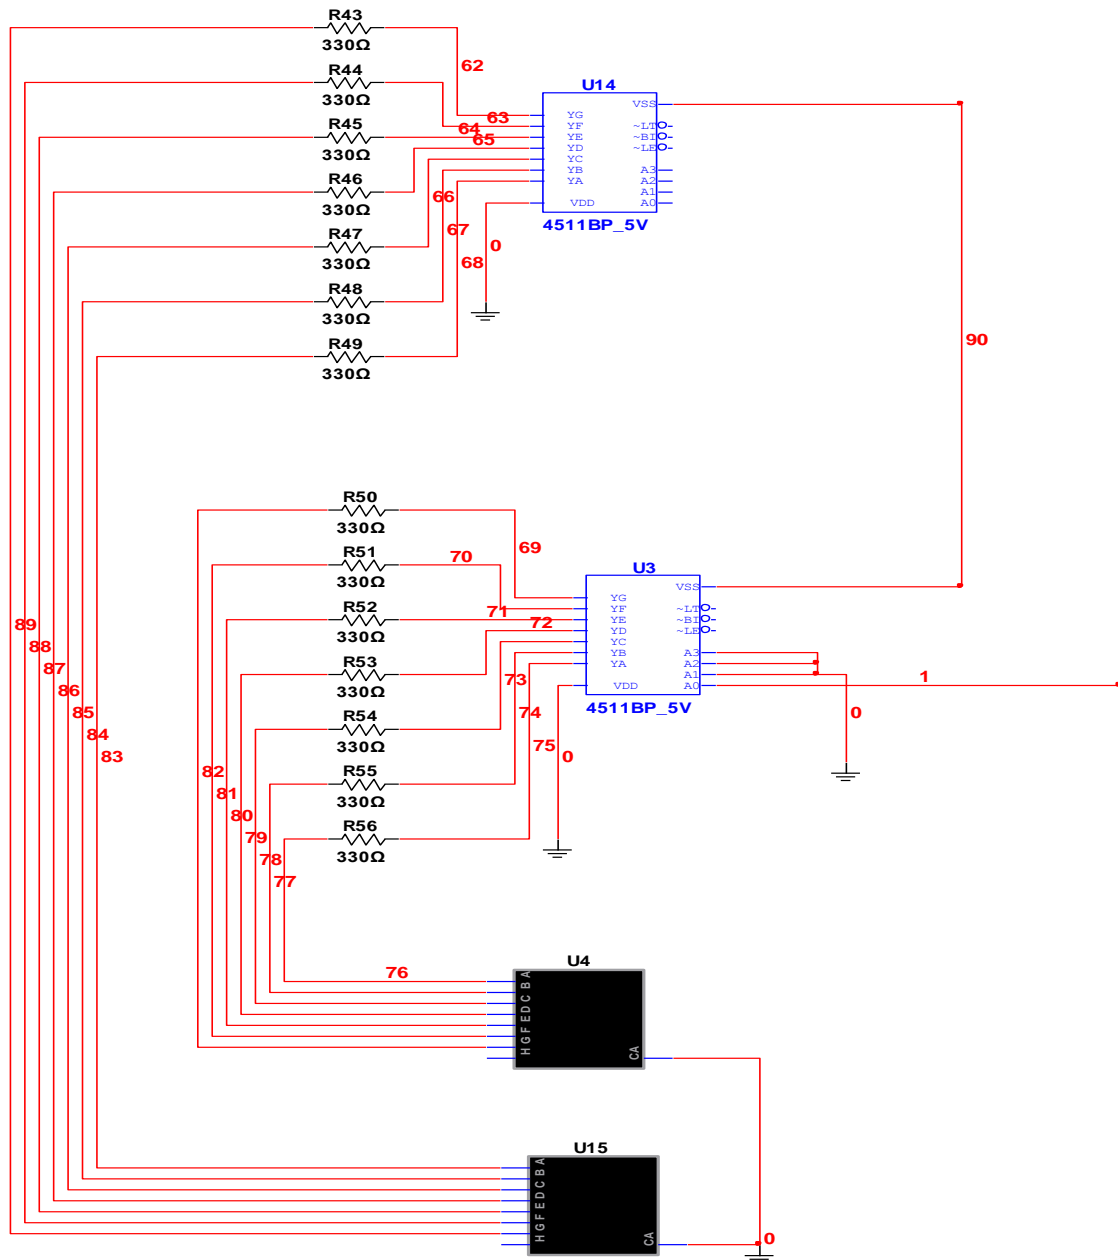 R43
330Ω
62
R44
330Ω
R45
330Ω
R46
330Ω
R47
330Ω
R48
330Ω
R49
330Ω
63
64
65
66
67
68
0
U14
VSS
YG
YF
YE
YD
YC
YB
YA
VDD
~LT
~BI
~LE
A3
A2
A1
A0
4511BP_5V
90
R50
330Ω
69
R51
330Ω
70
R52
330Ω
71
72
R53
330Ω
73
R54
330Ω
74
R55
330Ω
75
R56
330Ω
0
U3
VSS
YG
YF
YE
YD
YC
YB
YA
VDD
~LT
~BI
~LE
A3
A2
A1
A0
4511BP_5V
1
0
89
88
87
86
85
84
83
82
81
80
79
78
77
76
U4
HGFEDCBA
CA
U15
HGFEDCBA
CA
0